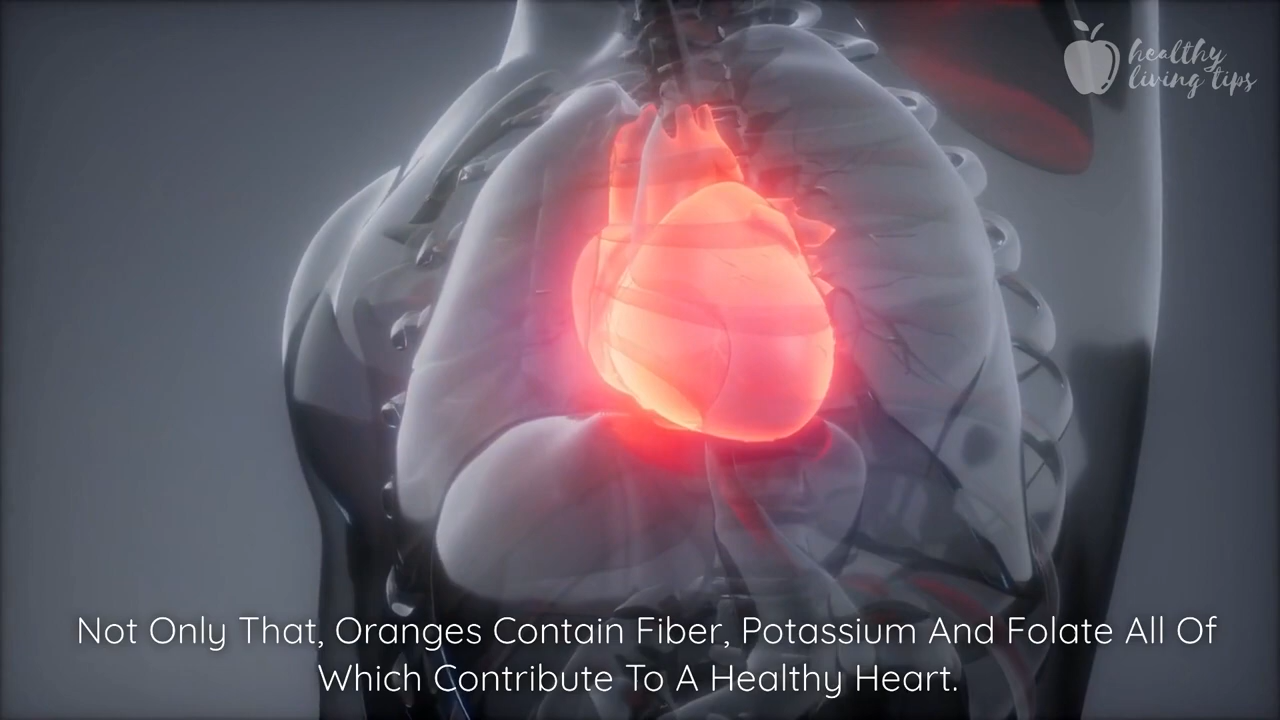 healthy
living tips
Not Only That, Oranges Contain Fiber, Potassium And Folate All Of
Which Contribute To A Healthy Heart.